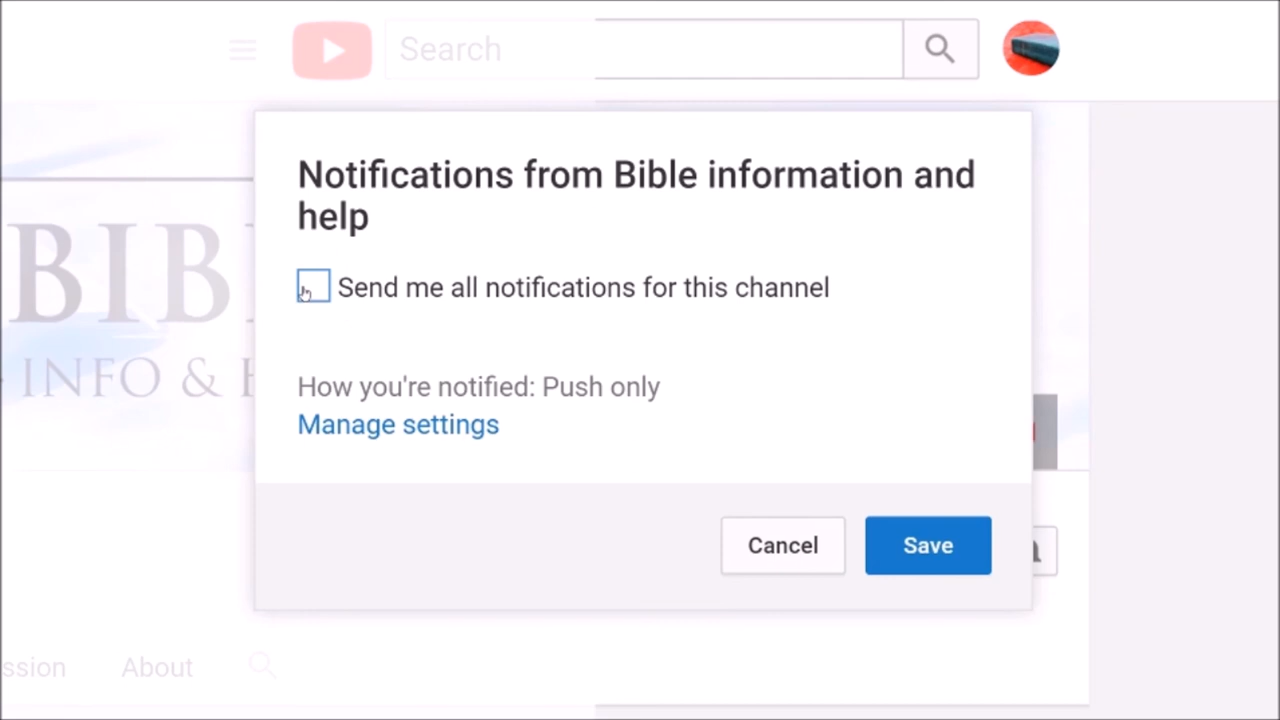 Search
Notifications from Bible information and
help
Send me all notifications for this channel
How you're notified: Push only
Manage settings
Cancel
Save
BIB
INFO & H
ssion
About